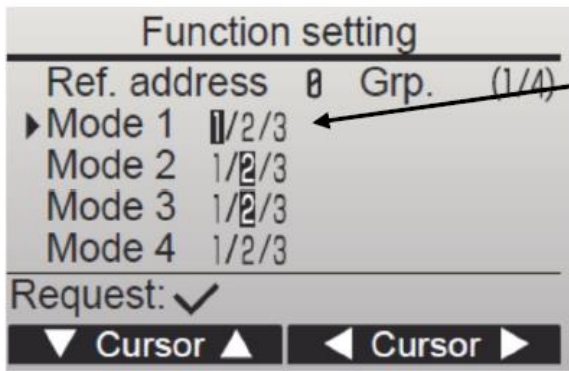 Function setting
Ref. address 0 Grp. (1/4)
▶Mode 1 1/2/3
Mode 2 1/2/3
Mode 3 1/2/3
Mode 4 1/2/3
Request: ✓
▼ Cursor ▲ ◀ Cursor ▶